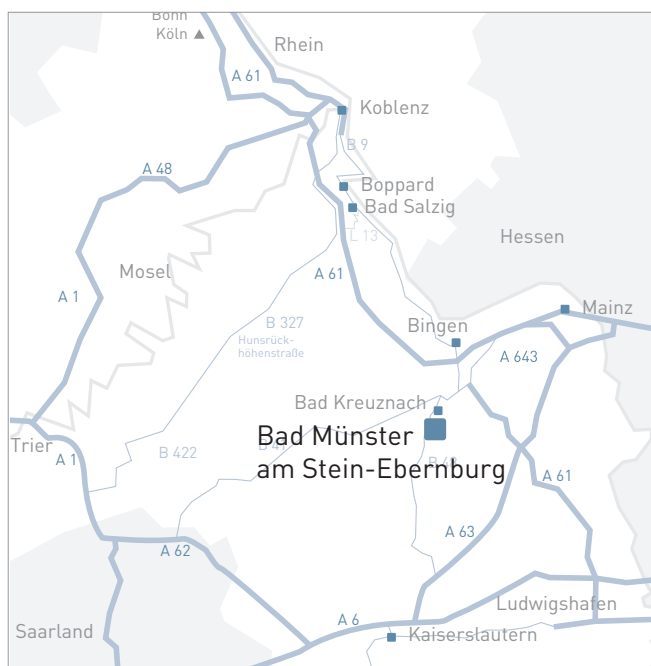 Bonn
Köln
Rhein
A 61
Koblenz
B 9
A 48
Boppard
Bad Salzig
L 13
Hessen
Mosel
A 61
A 1
B 327
Hunsrück-
höhenstraße
Bingen
Mainz
A 643
Bad Kreuznach
Bad Münster
am Stein-Ebernburg
Trier
A 1
B 422
A 61
A 63
A 62
A 6
Ludwigshafen
Saarland
Kaiserslautern